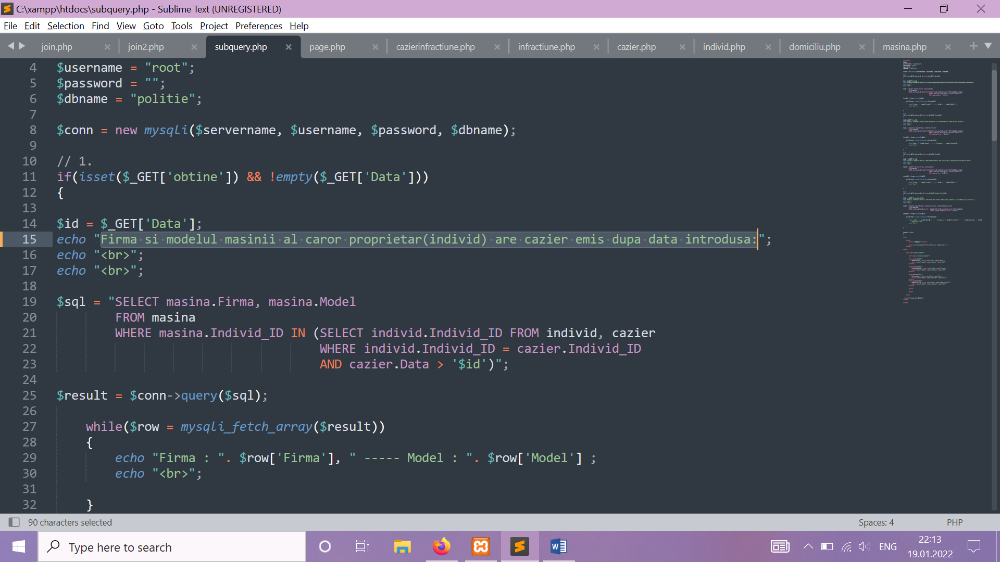 C:\xampp\htdocs\subquery.php - Sublime Text (UNREGISTERED)
File Edit Selection Find View Goto Tools Project Preferences Help
join.php join2.php subquery.php page.php cazierinfractiune.php infractiune.php cazier.php individ.php domiciliu.php masina.php
4 $username = "root";
5 $password = "";
6 $dbname = "politie";
7
8 $conn = new mysqli($servername, $username, $password, $dbname);
9
10 // 1.
11 if(isset($_GET['obtine']) && !empty($_GET['Data']))
12 {
13
14 $id = $_GET['Data'];
15 echo "Firma si modelul masinii al caror proprietar(individ) are cazier emis dupa data introdusa:";
16 echo "<br>";
17 echo "<br>";
18
19 $sql = "SELECT masina.Firma, masina.Model
20 FROM masina
21 WHERE masina.Individ_ID IN (SELECT individ.Individ_ID FROM individ, cazier
22 WHERE individ.Individ_ID = cazier.Individ_ID
23 AND cazier.Data > '$id')";
24
25 $result = $conn->query($sql);
26
27 while($row = mysqli_fetch_array($result))
28 {
29 echo "Firma : ". $row['Firma'], " ----- Model : ". $row['Model'] ;
30 echo "<br>";
31
32 }
90 characters selected Spaces: 4 PHP
Type here to search ENG 22:13
19.01.2022